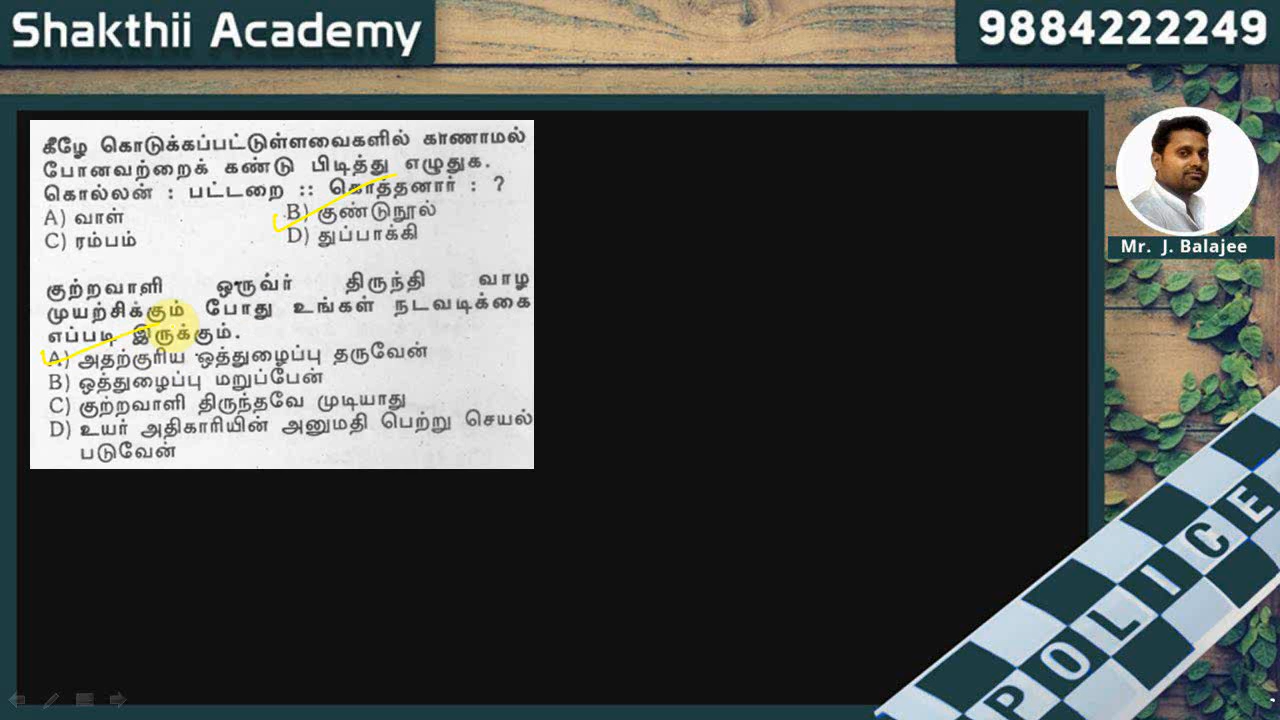 Shakthii Academy
9884222249
கீழே கொடுக்கப்பட்டுள்ளவைகளில் காணாமல்
போனவற்றைக் கண்டு பிடித்து எழுதுக.
கொல்லன் : பட்டறை :: கொத்தனார் : ?
A) வாள் B) குண்டுநூல்
C) ரம்பம் D) துப்பாக்கி
குற்றவாளி ஒருவர் திருந்தி வாழ
முயற்சிக்கும் போது உங்கள் நடவடிக்கை
எப்படி இருக்கும்.
A) அதற்குரிய ஒத்துழைப்பு தருவேன்
B) ஒத்துழைப்பு மறுப்பேன்
C) குற்றவாளி திருந்தவே முடியாது
D) உயர் அதிகாரியின் அனுமதி பெற்று செயல்
படுவேன்
Mr. J. Balajee
POLICE